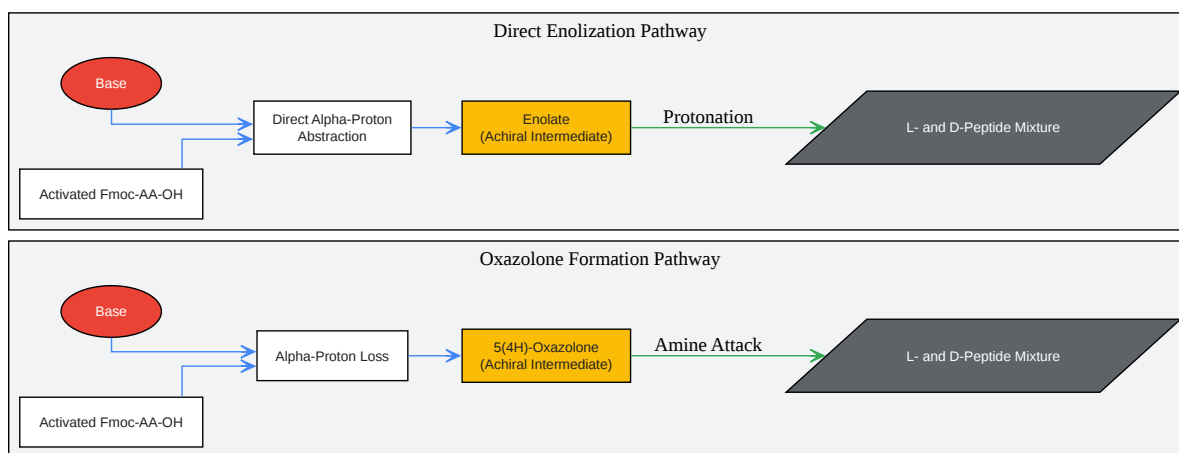 Direct Enolization Pathway
Base
Direct Alpha-Proton
Abstraction
Enolate
(Achiral Intermediate)
Protonation
L- and D-Peptide Mixture
Activated Fmoc-AA-OH
Oxazolone Formation Pathway
Base
Alpha-Proton Loss
5(4H)-Oxazolone
(Achiral Intermediate)
Amine Attack
L- and D-Peptide Mixture
Activated Fmoc-AA-OH